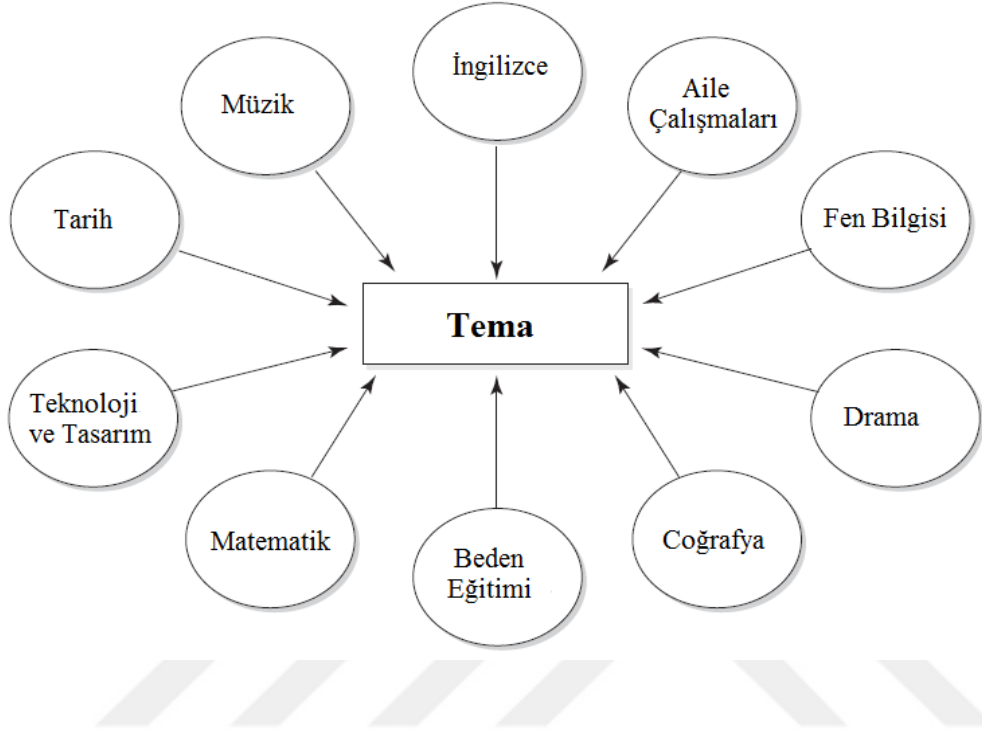 İngilizce
Müzik
Aile
Çalışmaları
Tarih
Fen Bilgisi
Tema
Teknoloji
ve Tasarım
Drama
Matematik
Beden
Eğitimi
Coğrafya